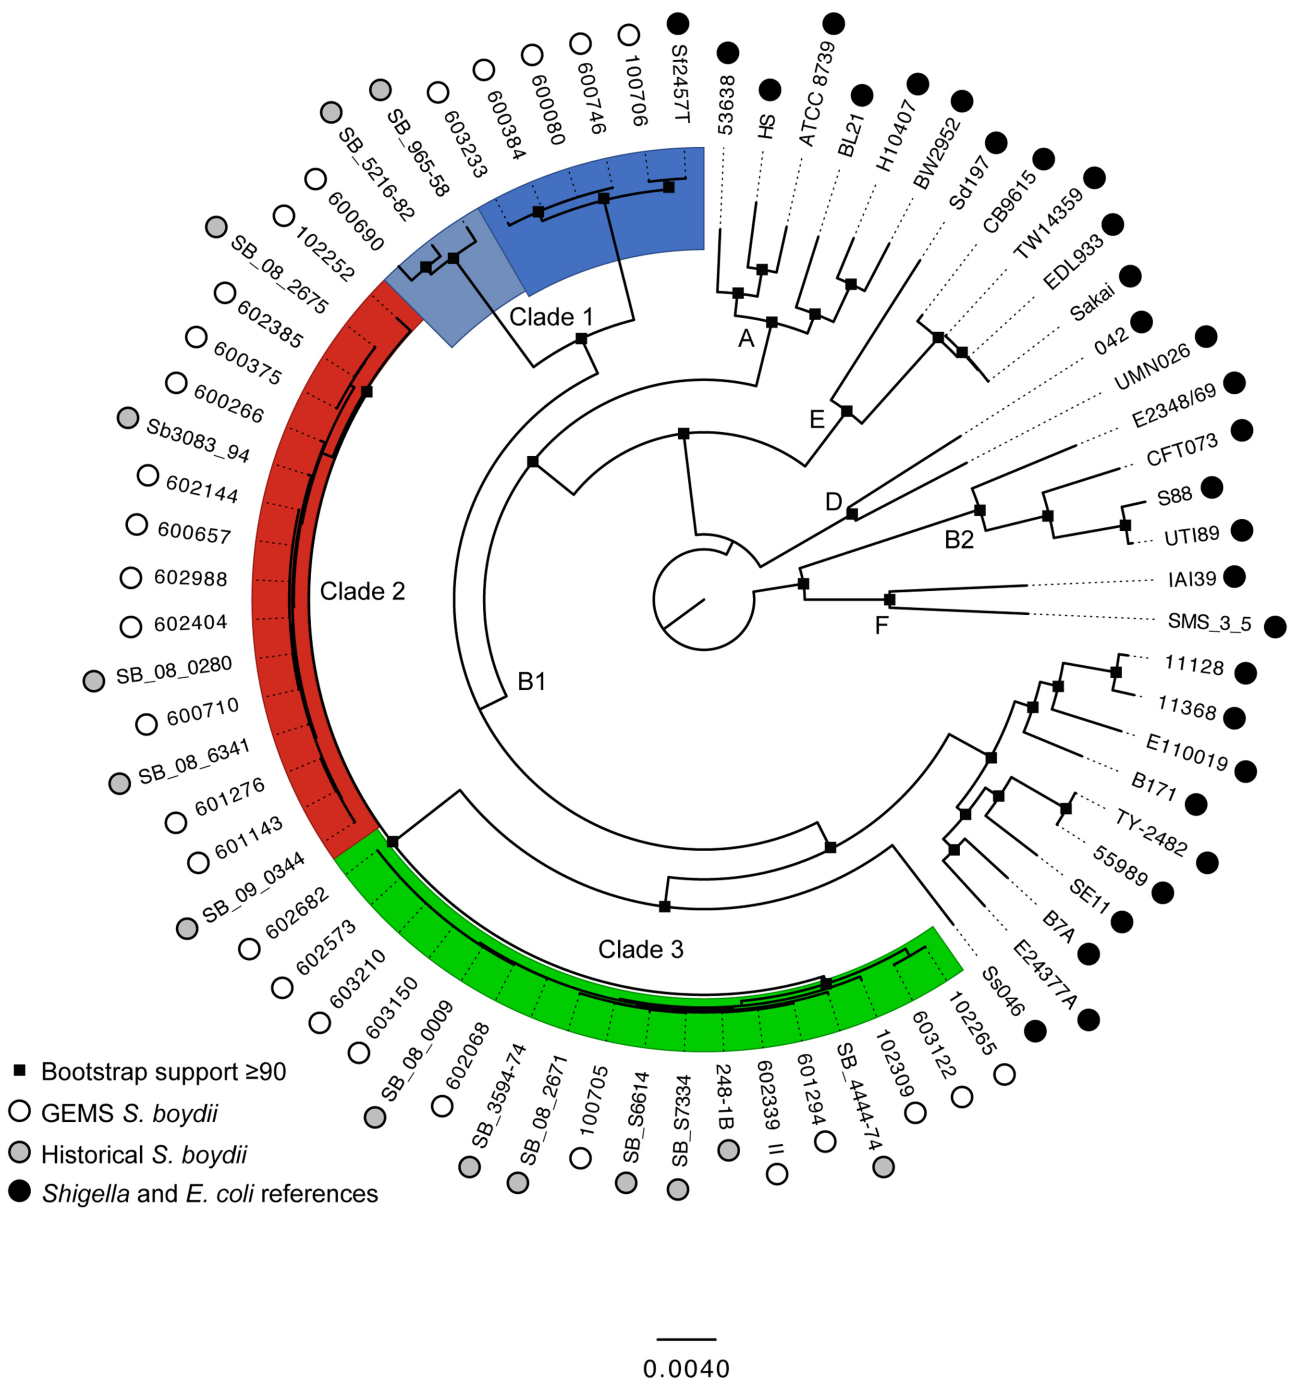 Sf2457T
53638
HS
ATCC 8739
BL21
H10407
BW2952
Sd197
CB9615
TW14359
EDL933
Sakai
042
UMN026
E2348/69
CFT073
S88
UTI89
IAI39
SMS_3_5
11128
11368
E110019
B171
TY-2482
55989
SE11
B7A
E24377A
Ss046
102265
603122
102309
SB_4444-74
601294
602339 II
248-1B
SB_S7334
SB_S6614
100705
SB_08_2671
SB_3594-74
602068
SB_08_0009
603150
603210
602573
602682
SB_09_0344
601143
601276
SB_08_6341
600710
SB_08_0280
602404
602988
600657
602144
Sb3083_94
600266
600375
602385
SB_08_2675
102252
600690
SB_5216-82
SB_965-58
603233
600384
600080
600746
100706
Clade 1
A
E
D
B2
F
Clade 2
B1
Clade 3
Bootstrap support ≥90
GEMS S. boydii
Historical S. boydii
Shigella and E. coli references
0.0040